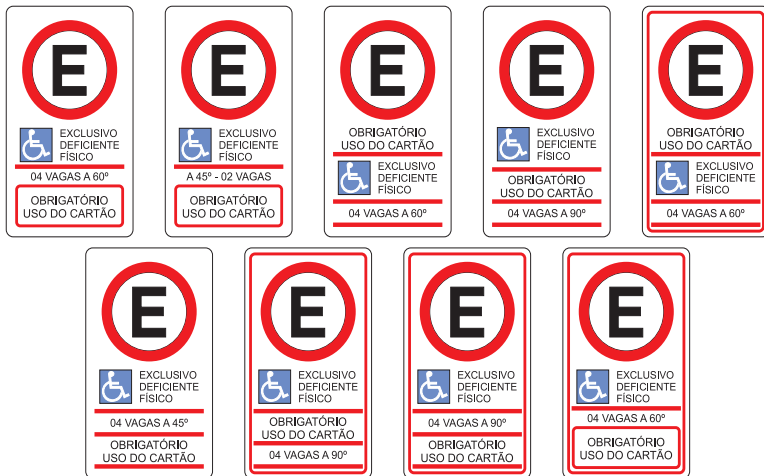 E
EXCLUSIVO
DEFICIENTE
FÍSICO
04 VAGAS A 60º
OBRIGATÓRIO
USO DO CARTÃO
E
EXCLUSIVO
DEFICIENTE
FÍSICO
A 45º - 02 VAGAS
OBRIGATÓRIO
USO DO CARTÃO
E
OBRIGATÓRIO
USO DO CARTÃO
EXCLUSIVO
DEFICIENTE
FÍSICO
04 VAGAS A 60º
E
EXCLUSIVO
DEFICIENTE
FÍSICO
OBRIGATÓRIO
USO DO CARTÃO
04 VAGAS A 90º
E
OBRIGATÓRIO
USO DO CARTÃO
EXCLUSIVO
DEFICIENTE
FÍSICO
04 VAGAS A 60º
E
EXCLUSIVO
DEFICIENTE
FÍSICO
04 VAGAS A 45º
OBRIGATÓRIO
USO DO CARTÃO
E
EXCLUSIVO
DEFICIENTE
FÍSICO
OBRIGATÓRIO
USO DO CARTÃO
04 VAGAS A 90º
E
EXCLUSIVO
DEFICIENTE
FÍSICO
04 VAGAS A 90º
OBRIGATÓRIO
USO DO CARTÃO
E
EXCLUSIVO
DEFICIENTE
FÍSICO
04 VAGAS A 60º
OBRIGATÓRIO
USO DO CARTÃO